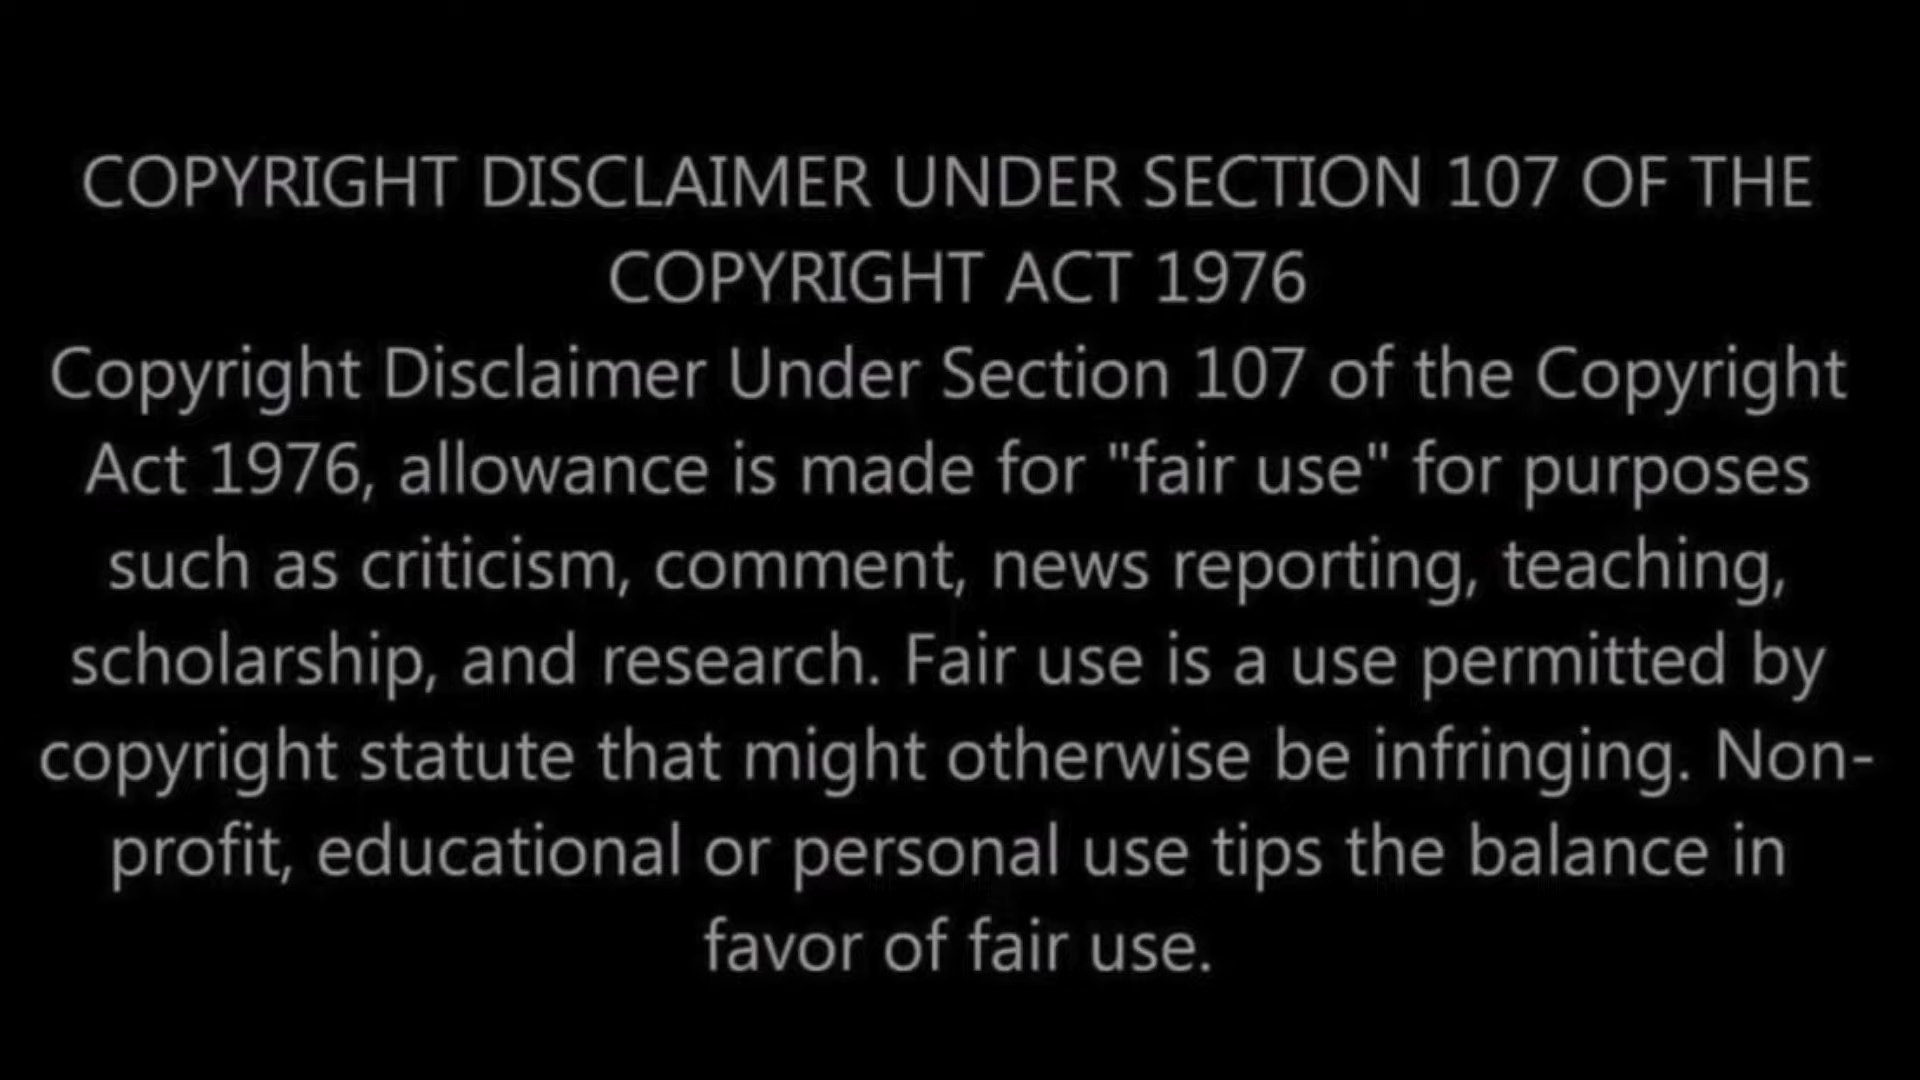 COPYRIGHT DISCLAIMER UNDER SECTION 107 OF THE
COPYRIGHT ACT 1976
Copyright Disclaimer Under Section 107 of the Copyright
Act 1976, allowance is made for "fair use" for purposes
such as criticism, comment, news reporting, teaching,
scholarship, and research. Fair use is a use permitted by
copyright statute that might otherwise be infringing. Non-
profit, educational or personal use tips the balance in
favor of fair use.